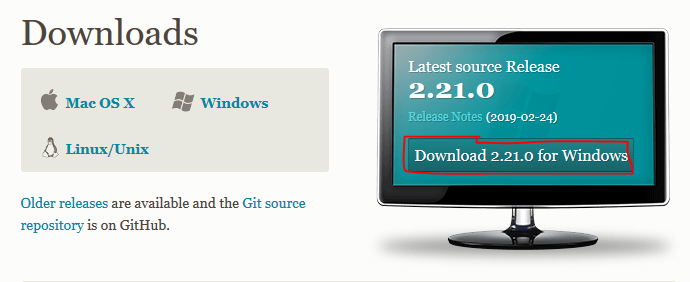 Downloads
Mac OS X
Windows
Linux/Unix
Older releases are available and the Git source
repository is on GitHub.
Latest source Release
2.21.0
Release Notes (2019-02-24)
Download 2.21.0 for Windows